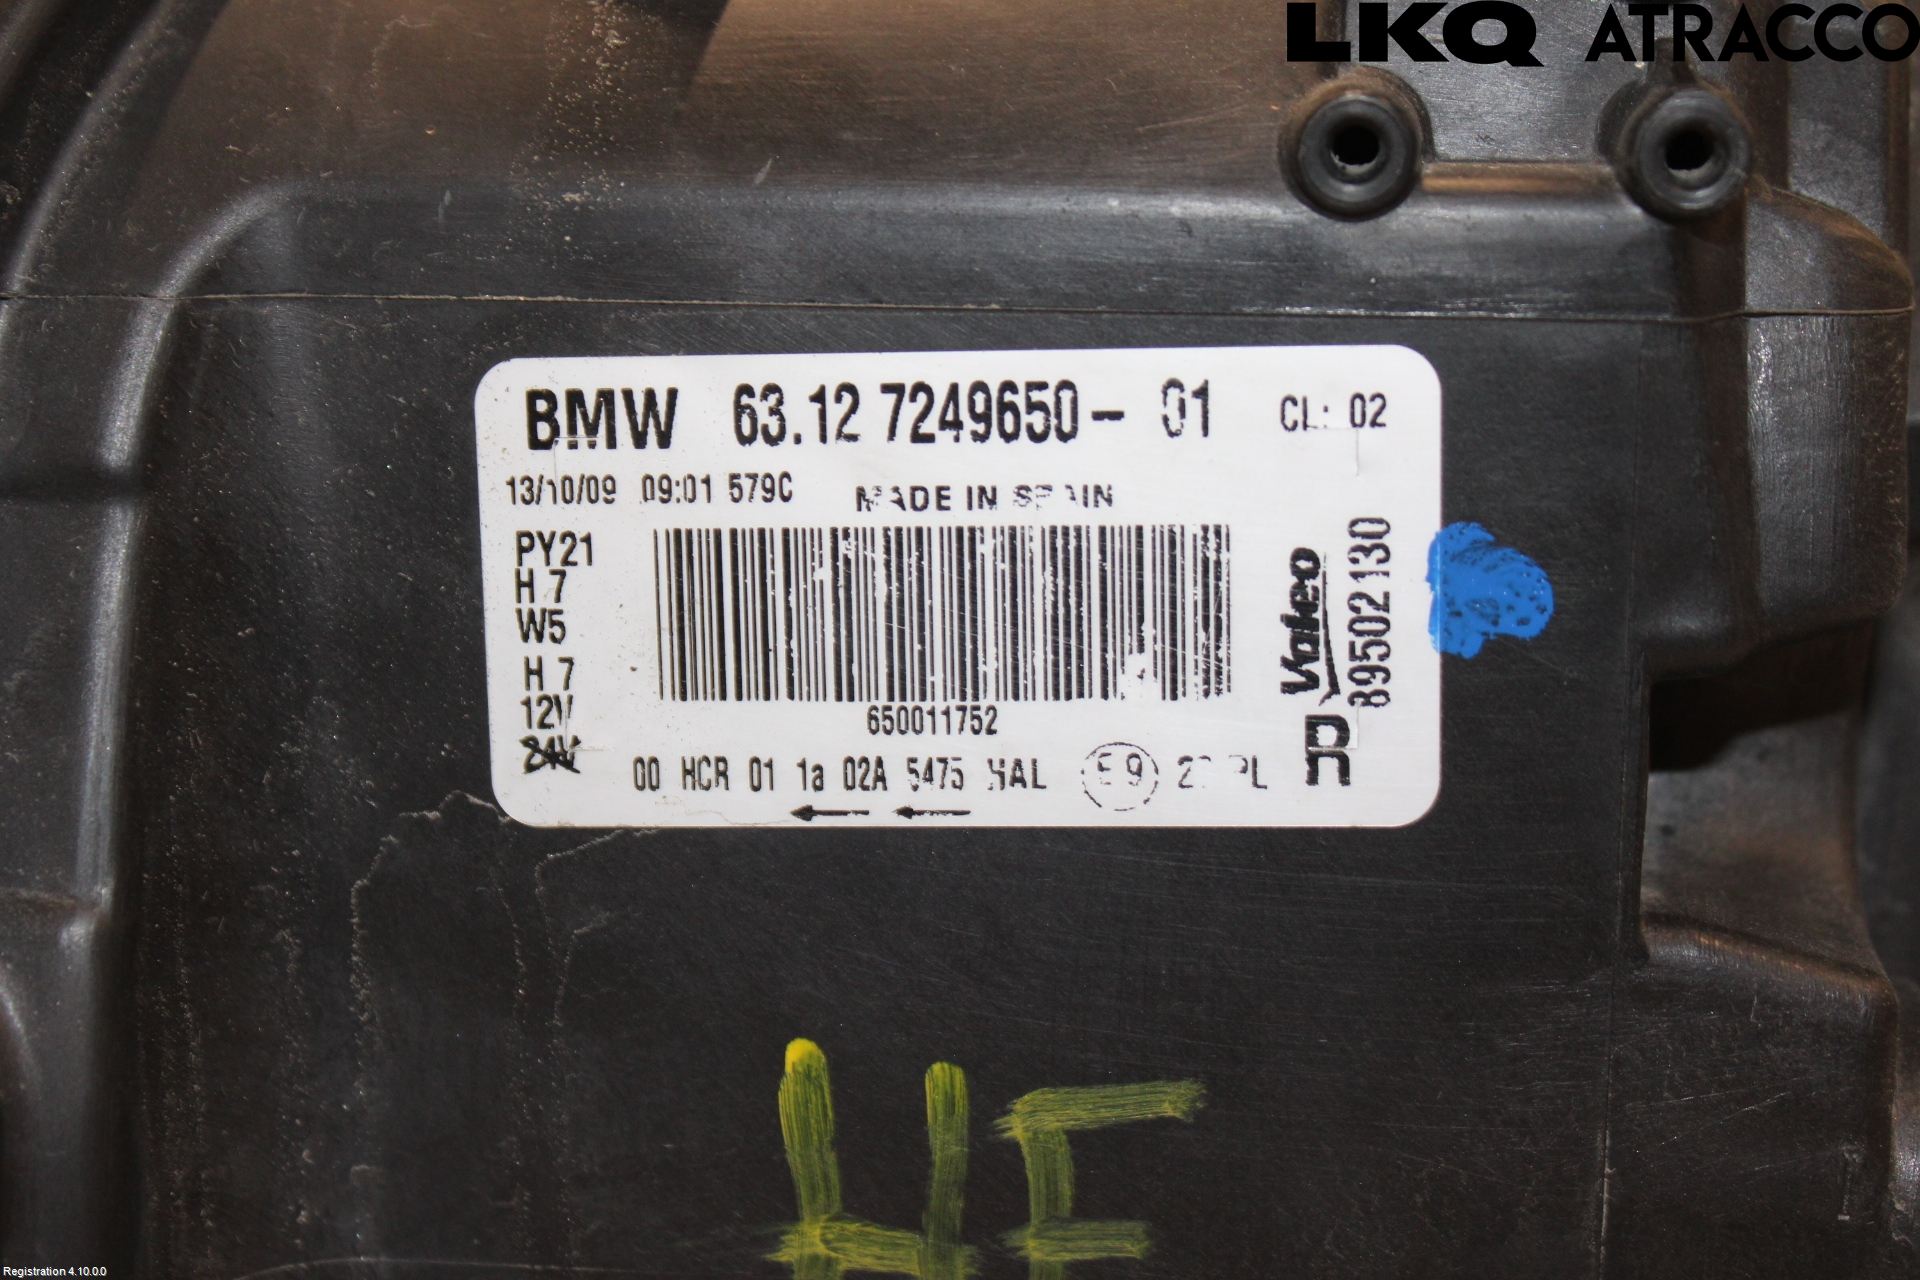 LKQ ATRACCO
BMW 63.12 7249650- 01 CL: 02
13/10/09 09:01 579C MADE IN SPAIN
PY21
H 7
W5
H 7
12V
24V
650011752
00 HCR 01 1a 02A 5475 HAL E 9 PL
Valeo
89502130
R
Registration 4.10.0.0